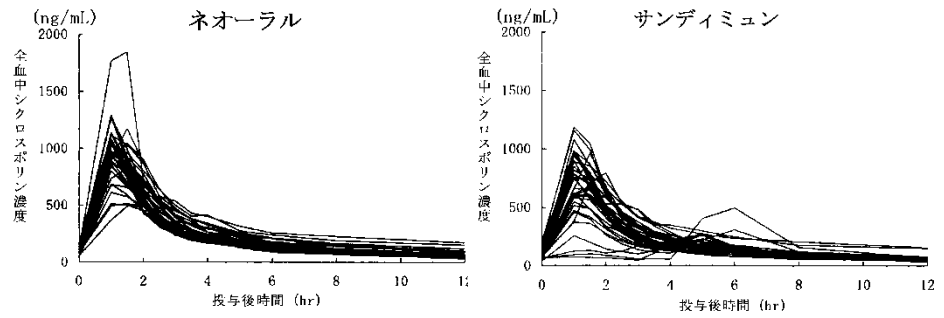 (ng/mL)
ネオーラル
2000
1500
1000
500
0
全血中シクロスポリン濃度
0 2 4 6 8 10 12
投与後時間 (hr)
(ng/mL)
サンディミュン
2000
1500
1000
500
0
全血中シクロスポリン濃度
0 2 4 6 8 10 12
投与後時間 (hr)